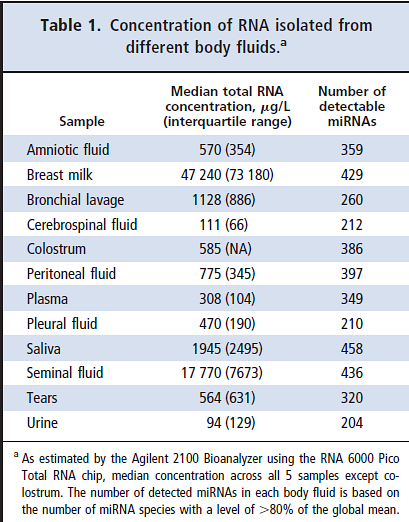 Table 1. Concentration of RNA isolated from
different body fluids.a
Sample Median total RNA concentration, μg/L (interquartile range) Number of detectable miRNAs
Amniotic fluid 570 (354) 359
Breast milk 47 240 (73 180) 429
Bronchial lavage 1128 (886) 260
Cerebrospinal fluid 111 (66) 212
Colostrum 585 (NA) 386
Peritoneal fluid 775 (345) 397
Plasma 308 (104) 349
Pleural fluid 470 (190) 210
Saliva 1945 (2495) 458
Seminal fluid 17 770 (7673) 436
Tears 564 (631) 320
Urine 94 (129) 204
a As estimated by the Agilent 2100 Bioanalyzer using the RNA 6000 Pico
Total RNA chip, median concentration across all 5 samples except co-
lostrum. The number of detected miRNAs in each body fluid is based on
the number of miRNA species with a level of >80% of the global mean.